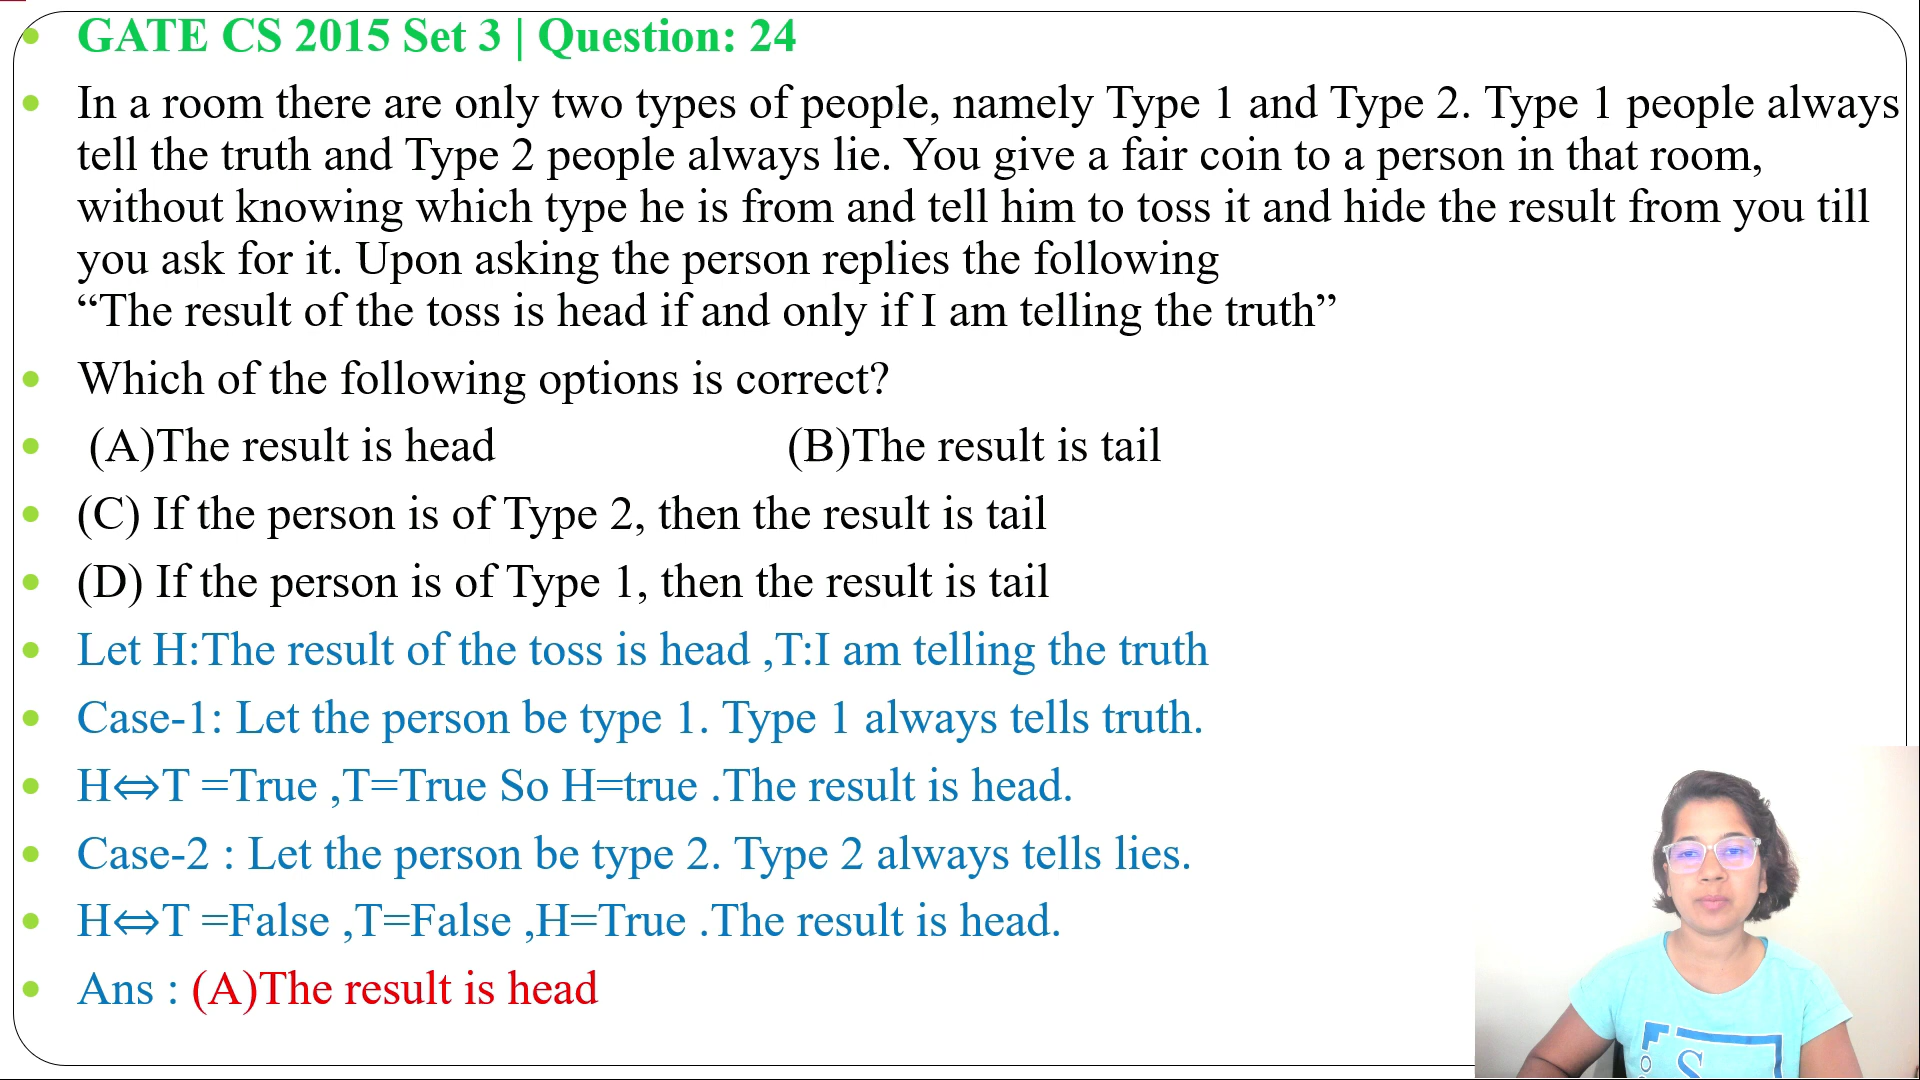 GATE CS 2015 Set 3 | Question: 24
In a room there are only two types of people, namely Type 1 and Type 2. Type 1 people always
tell the truth and Type 2 people always lie. You give a fair coin to a person in that room,
without knowing which type he is from and tell him to toss it and hide the result from you till
you ask for it. Upon asking the person replies the following
“The result of the toss is head if and only if I am telling the truth”
Which of the following options is correct?
(A)The result is head (B)The result is tail
(C) If the person is of Type 2, then the result is tail
(D) If the person is of Type 1, then the result is tail
Let H:The result of the toss is head ,T:I am telling the truth
Case-1: Let the person be type 1. Type 1 always tells truth.
H⇔T =True ,T=True So H=true .The result is head.
Case-2 : Let the person be type 2. Type 2 always tells lies.
H⇔T =False ,T=False ,H=True .The result is head.
Ans : (A)The result is head